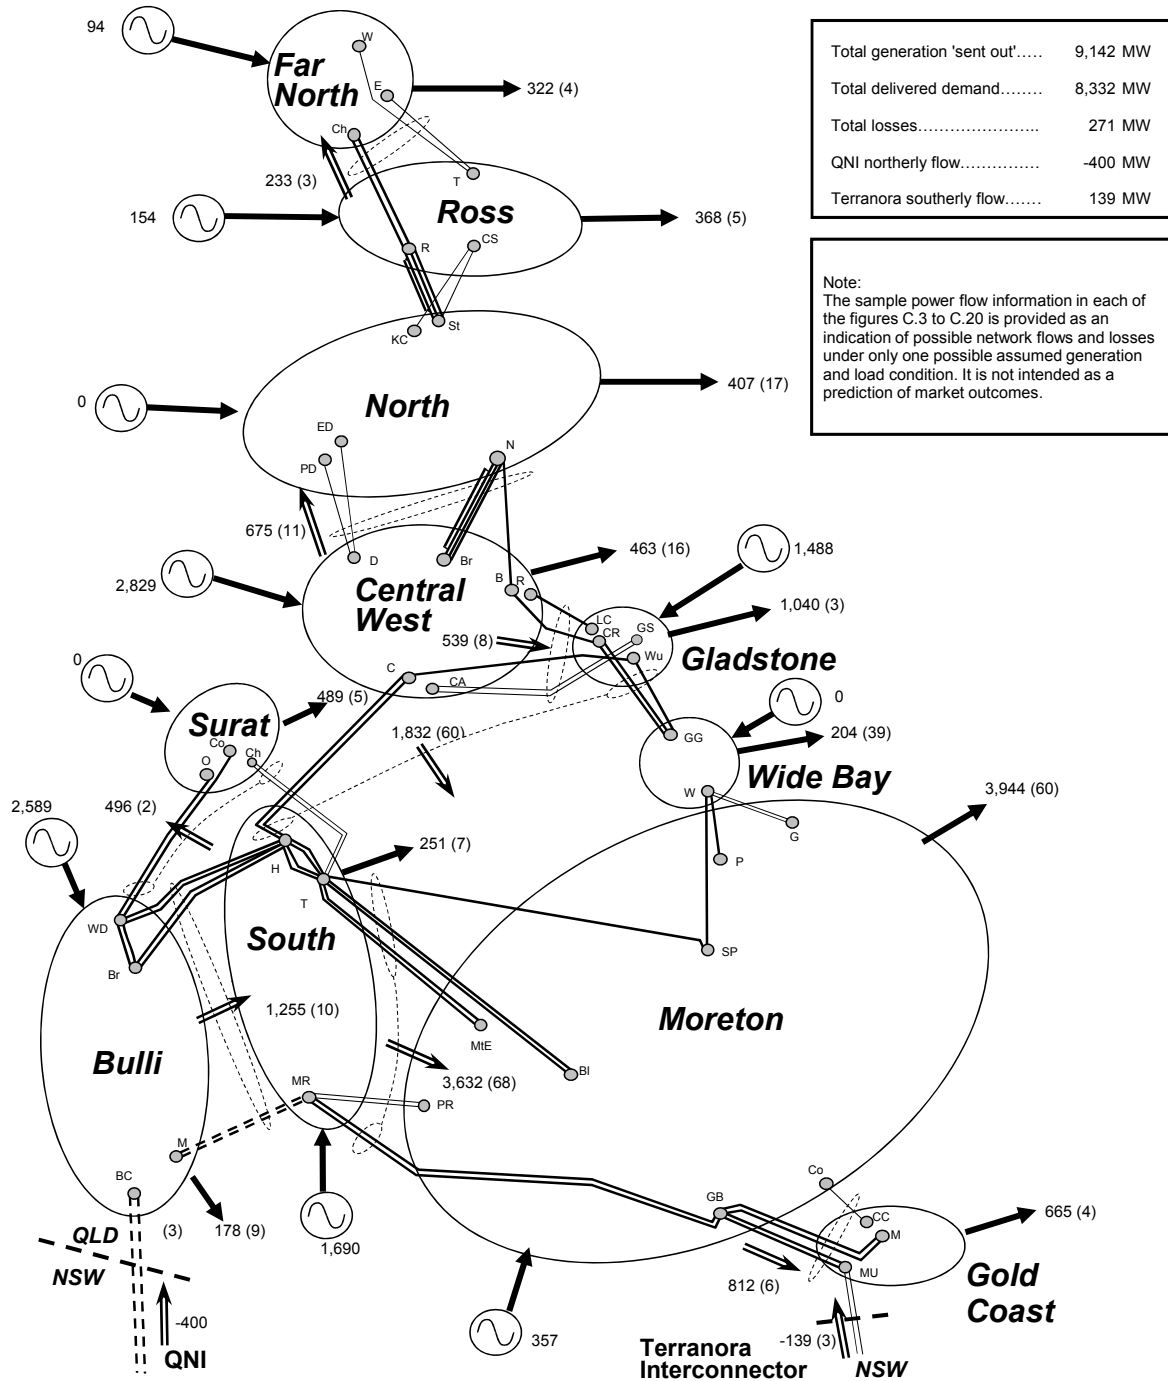 94
W
Far
North
E
322 (4)
Ch
233 (3)
T
154
Ross
368 (5)
R
CS
St
KC
0
North
407 (17)
ED
PD
N
675 (11)
D
Br
2,829
Central
West
B
R
463 (16)
1,488
1,040 (3)
LC
CR
GS
Wu
Gladstone
539 (8)
C
CA
0
Surat
489 (5)
Co
Ch
O
1,832 (60)
GG
0
204 (39)
Wide Bay
W
G
P
3,944 (60)
2,589
496 (2)
251 (7)
H
T
WD
South
SP
Br
1,255 (10)
Moreton
MtE
BI
Bulli
3,632 (68)
MR
PR
M
BC
QLD
(3)
178 (9)
NSW
1,690
-400
QNI
Co
CC
GB
M
MU
665 (4)
812 (6)
Gold
Coast
357
Terranora
Interconnector
-139 (3)
NSW
Total generation 'sent out'..... 9,142 MW
Total delivered demand........ 8,332 MW
Total losses........................ 271 MW
QNI northerly flow............... -400 MW
Terranora southerly flow....... 139 MW
Note:
The sample power flow information in each of
the figures C.3 to C.20 is provided as an
indication of possible network flows and losses
under only one possible assumed generation
and load condition. It is not intended as a
prediction of market outcomes.